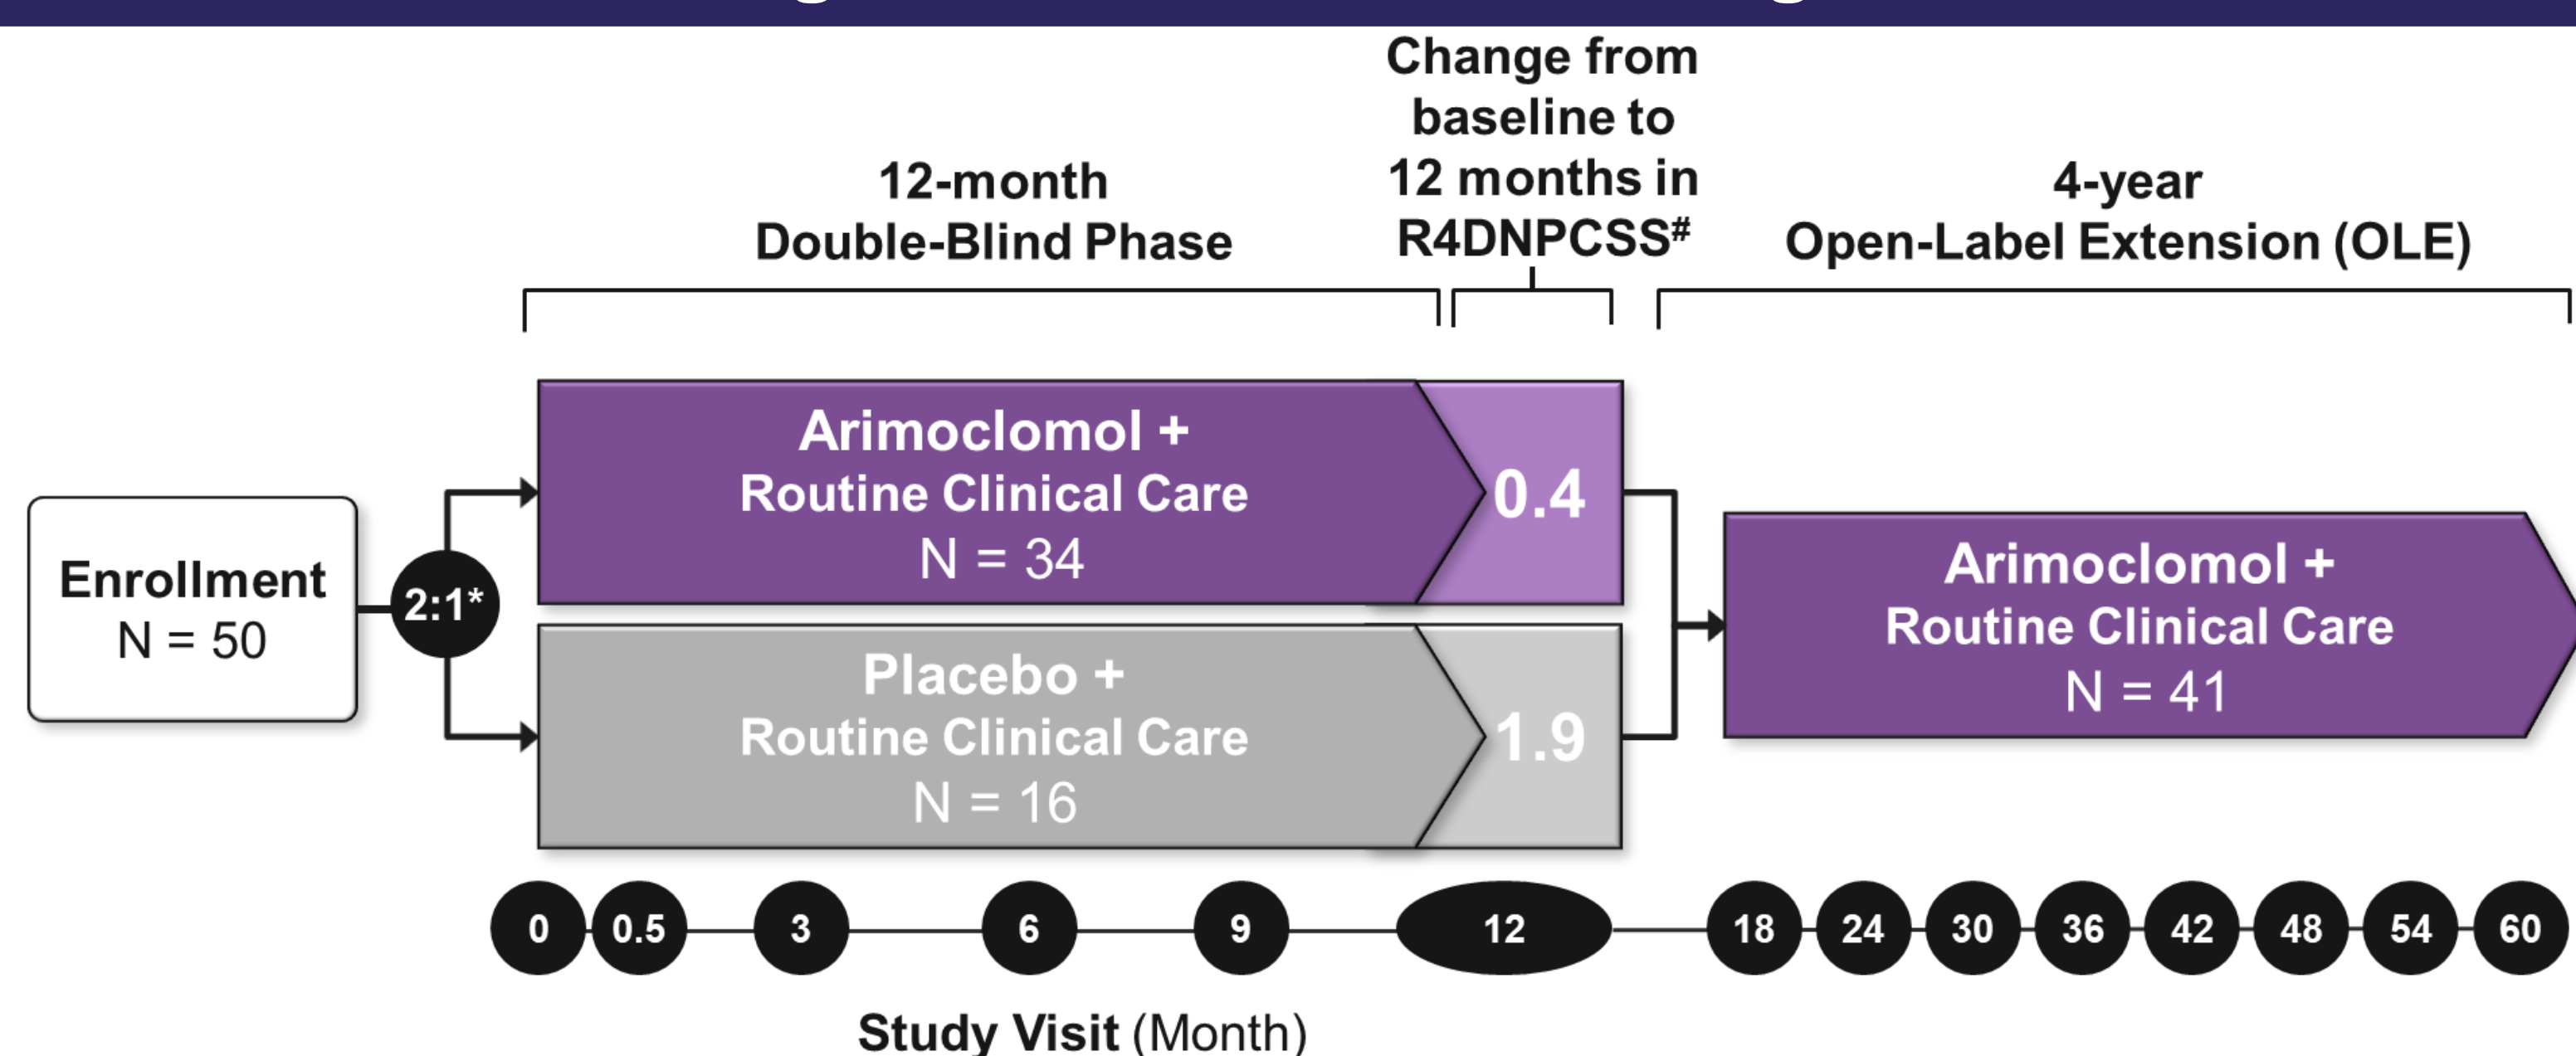 Change from
baseline to
12 months in
R4DNPCSS#
12-month
Double-Blind Phase
4-year
Open-Label Extension (OLE)
Enrollment
N = 50
2:1*
Arimoclomol +
Routine Clinical Care
N = 34
0.4
Placebo +
Routine Clinical Care
N = 16
1.9
Arimoclomol +
Routine Clinical Care
N = 41
0 0.5 3 6 9 12 18 24 30 36 42 48 54 60
Study Visit (Month)